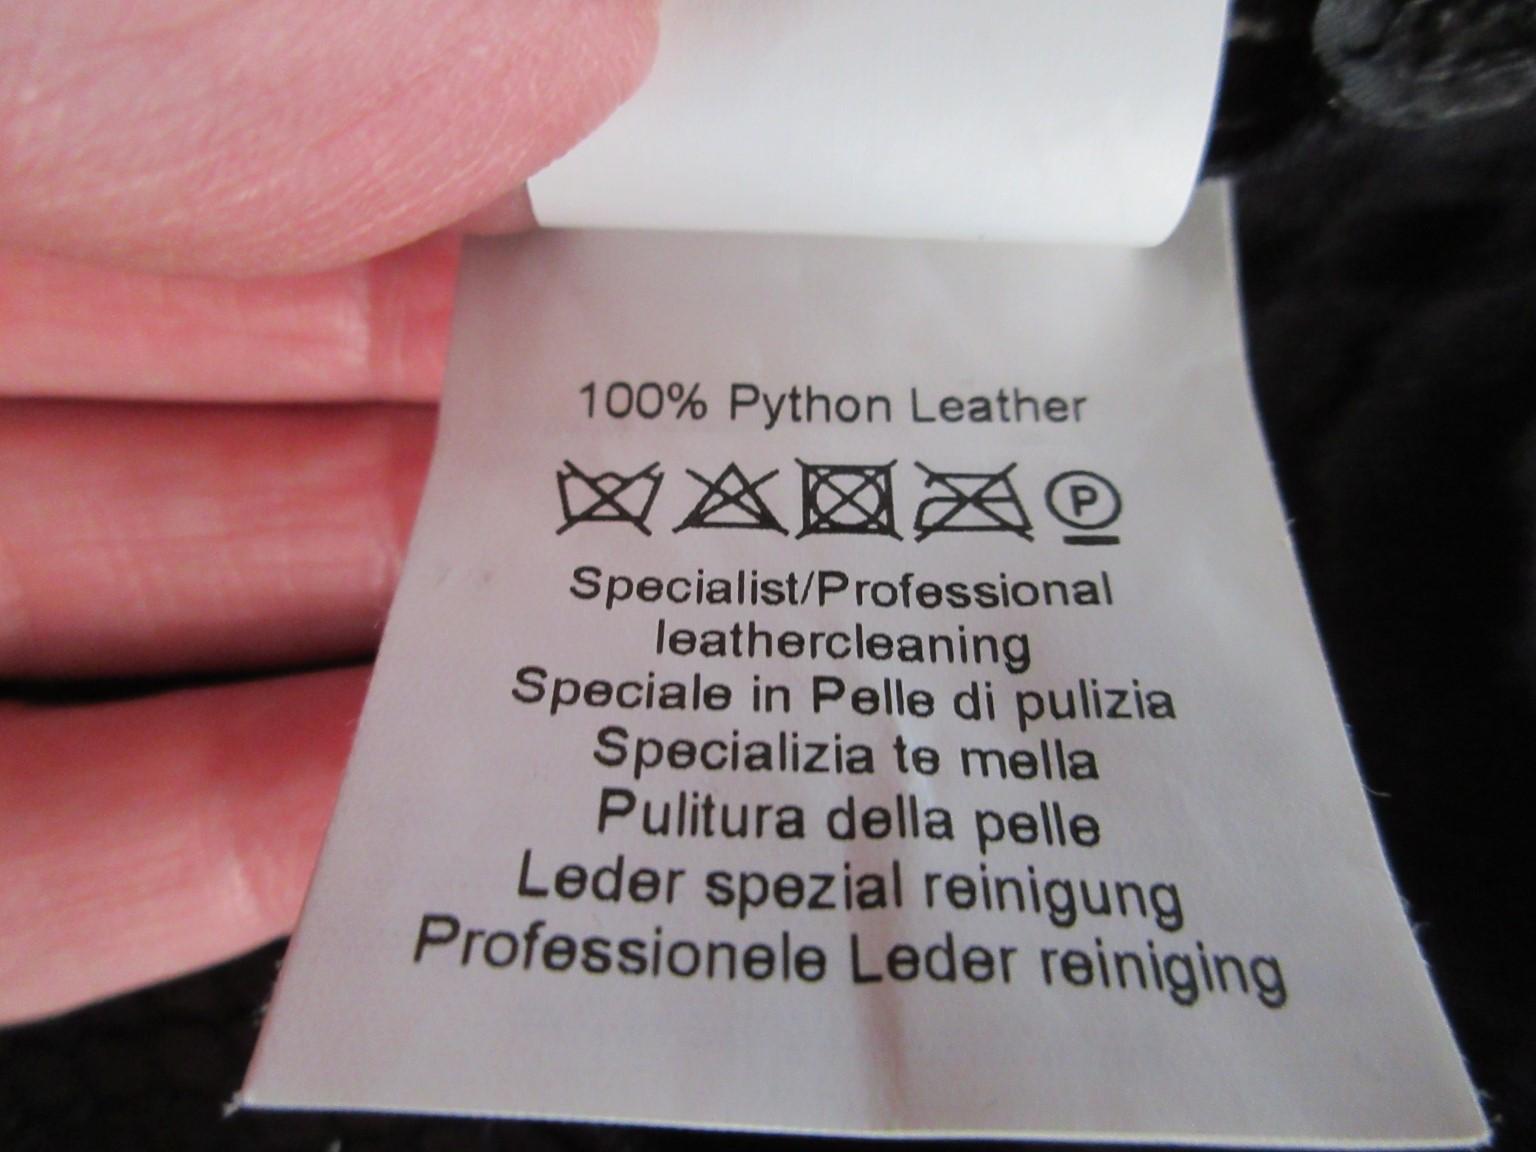 100% Python Leather
P
Specialist/Professional
leathercleaning
Speciale in Pelle di pulizia
Specializia te mella
Pulitura della pelle
Leder spezial reinigung
Professionele Leder reiniging